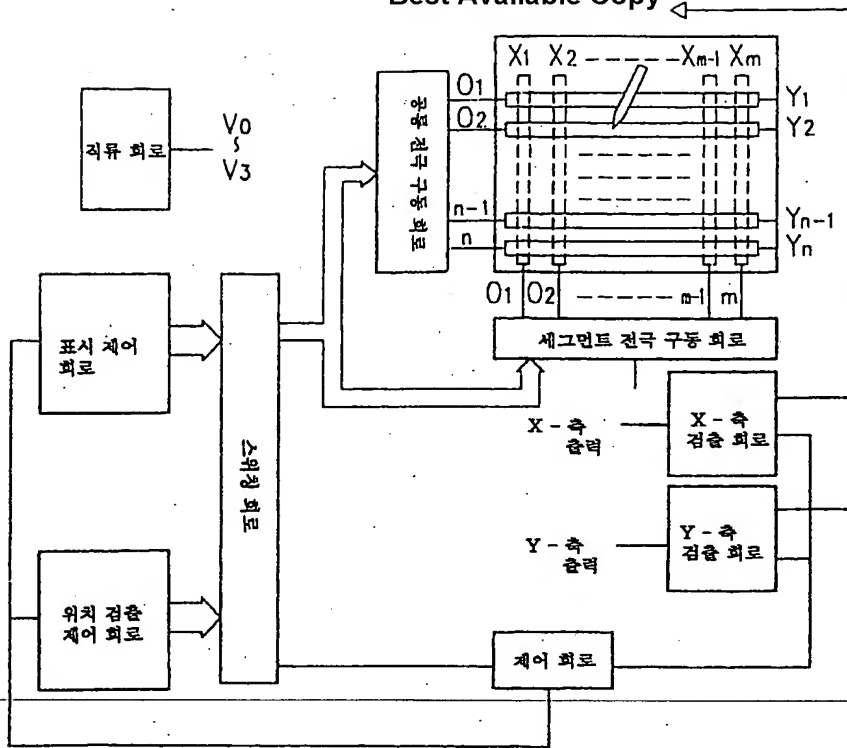 Best Available Copy
X1 X2 Xm-1 Xm
O1
O2
n-1
n
Y1
Y2
Yn-1
Yn
직류 회로
V0
V3
공통 전극 구동 회로
O1 O2 m-1 m
세그먼트 전극 구동 회로
표시 제어
회로
스위칭 회로
X-축
출력
X-축
검출 회로
Y-축
출력
Y-축
검출 회로
위치 검출
제어 회로
제어 회로